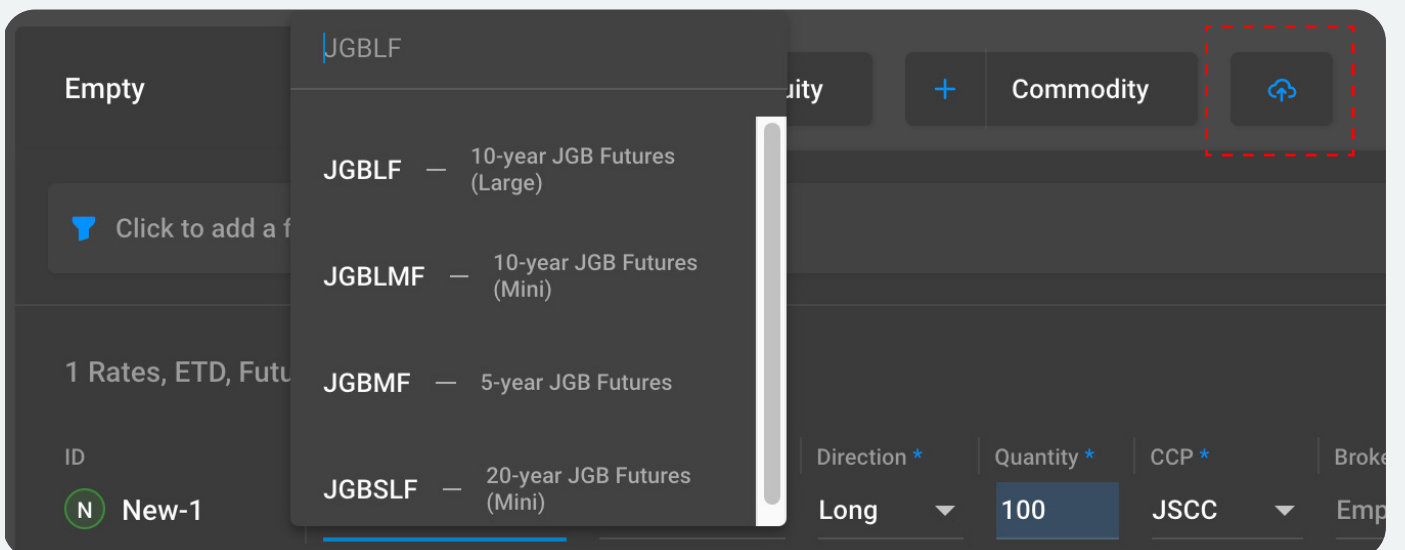 JGBLF
Empty
uity
+ Commodity
JGBLF — 10-year JGB Futures
(Large)
Click to add a f
JGBLMF — 10-year JGB Futures
(Mini)
1 Rates, ETD, Futu
JGBMF — 5-year JGB Futures
ID
Direction *
Quantity *
CCP *
Broke
JGBSLF — 20-year JGB Futures
(Mini)
N New-1
Long
100
JSCC
Emp